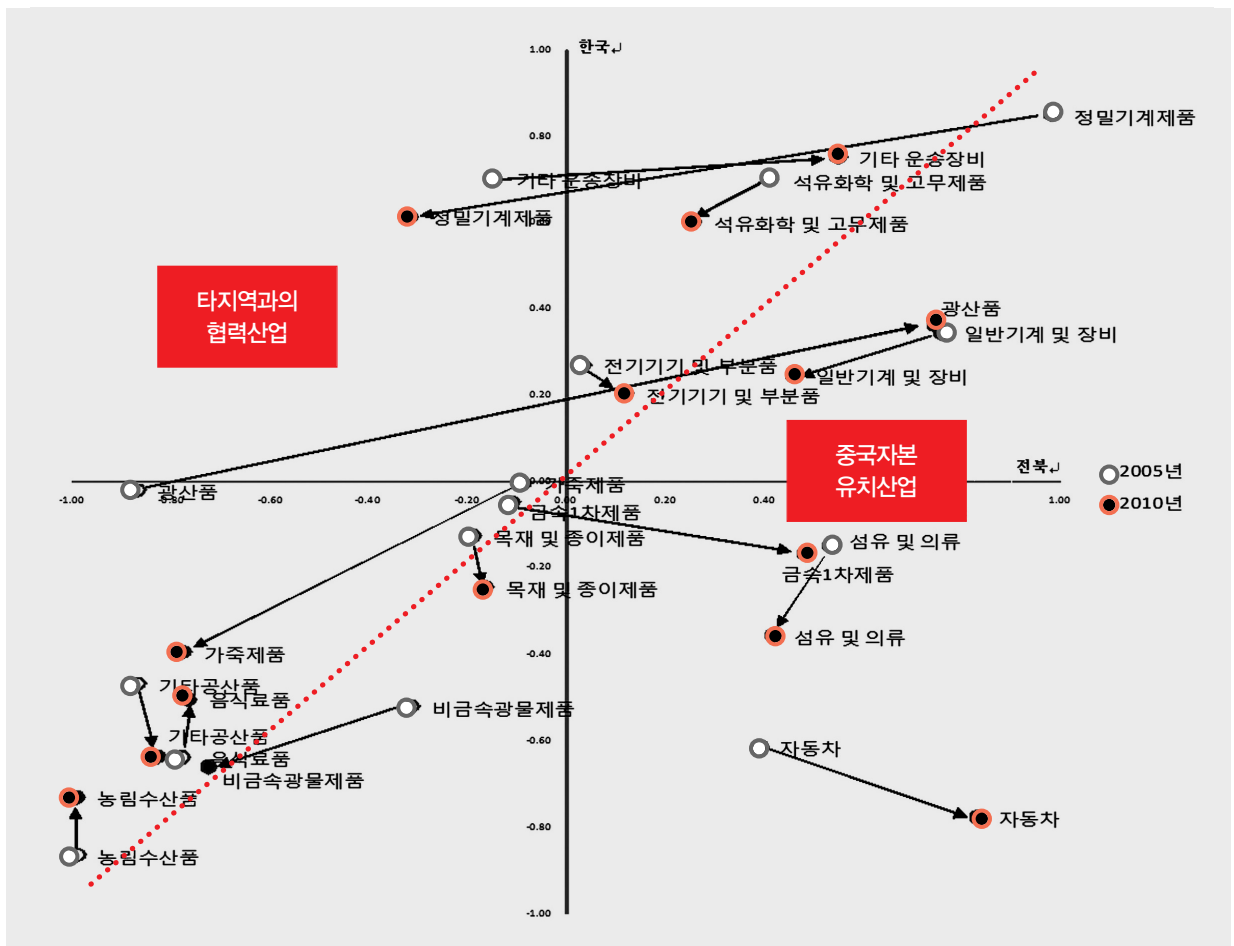 1.00 한국↲
0.80
정밀기계제품
기타 운송장비
기타 운송장비
석유화학 및 고무제품
정밀기계제품
석유화학 및 고무제품
타지역과의
협력산업
0.40
광산품
일반기계 및 장비
전기기기 및 부분품
일반기계 및 장비
0.20
전기기기 및 부분품
중국자본
유치산업
전북↲
2005년
2010년
-1.00
-0.80
-0.60
-0.40
-0.20
0.00
0.00
0.20
0.40
1.00
광산품
가죽제품
금속1차제품
목재 및 종이제품
섬유 및 의류
-0.20
금속1차제품
목재 및 종이제품
섬유 및 의류
-0.40
가죽제품
기타공산품
음식료품
비금속광물제품
기타공산품
-0.60
자동차
음식료품
비금속광물제품
농림수산품
-0.80
자동차
농림수산품
-1.00